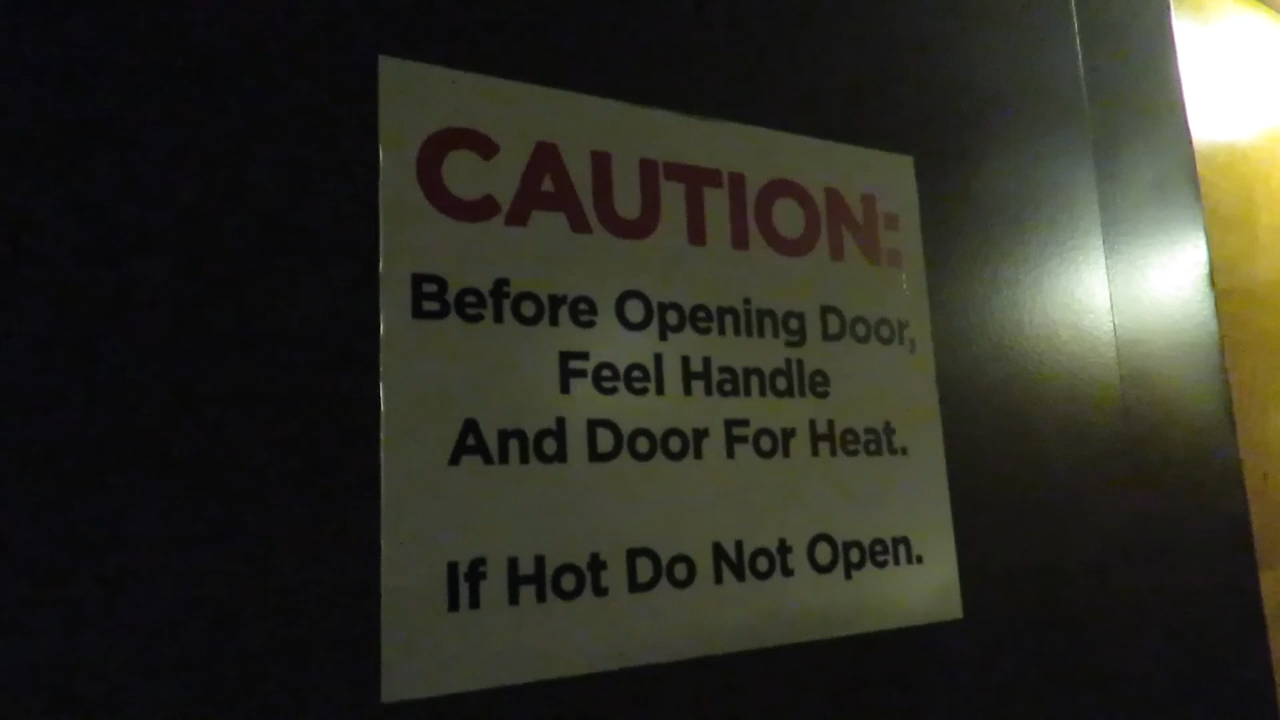 CAUTION:
Before Opening Door,
Feel Handle
And Door For Heat.
If Hot Do Not Open.